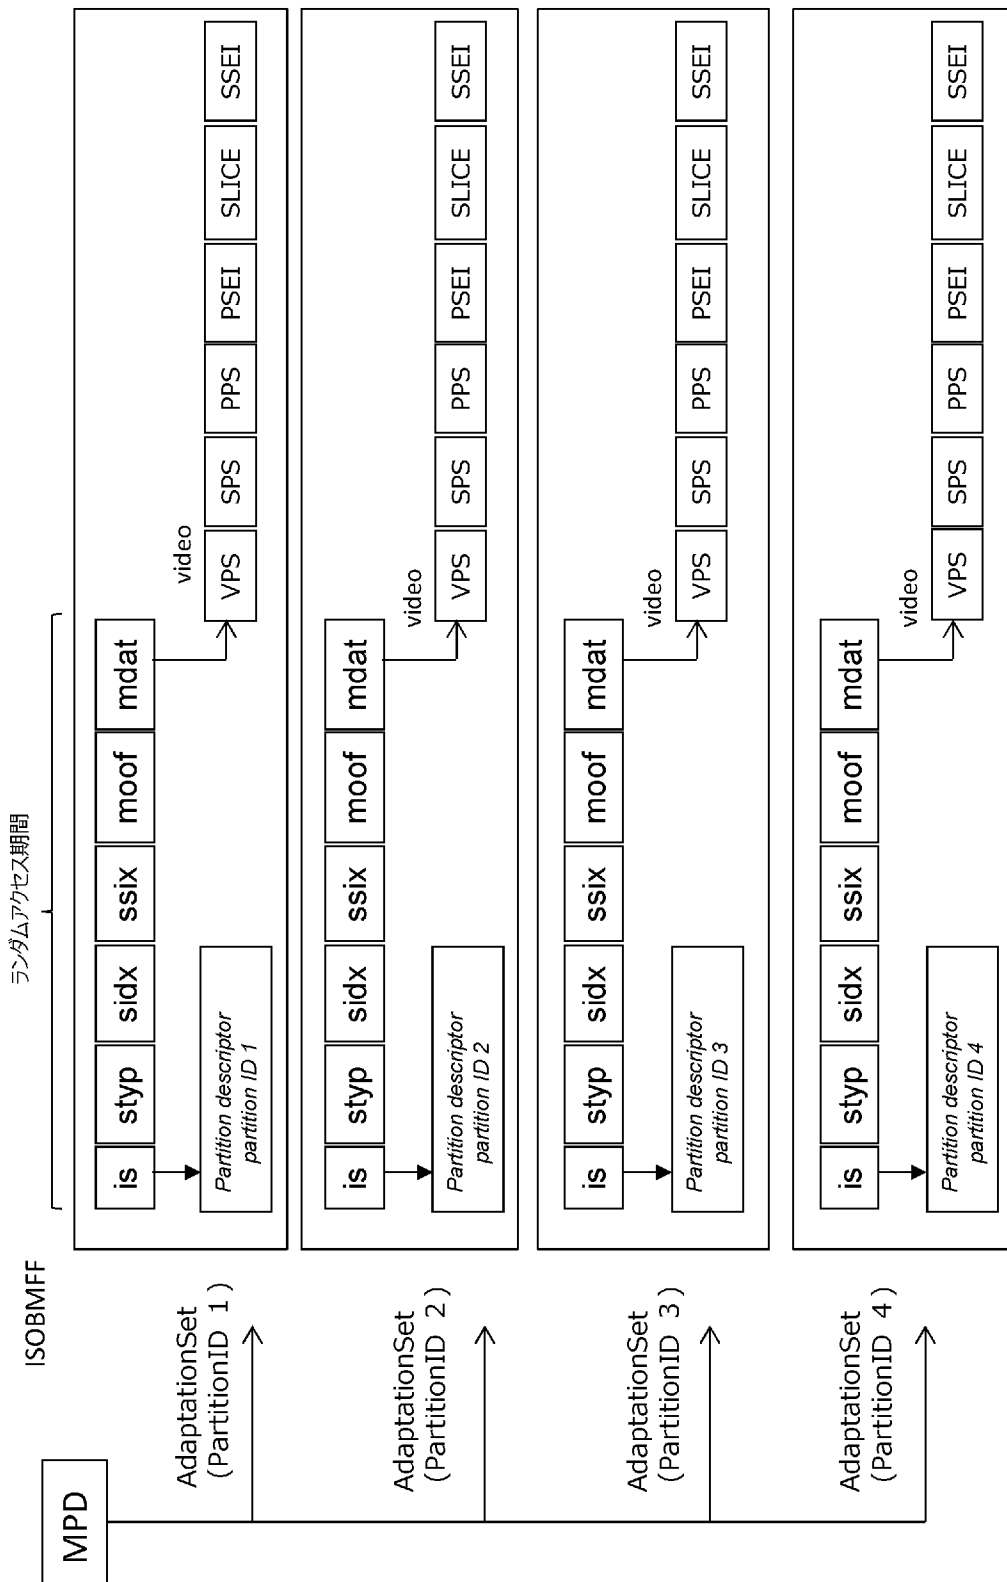 MPD
ISOBMFF
ランダムアクセス期間
AdaptationSet
(PartitionID 1)
is
styp
sidx
ssix
moof
mdat
Partition descriptor
partition ID 1
video
VPS
SPS
PPS
PSEI
SLICE
SSEI
AdaptationSet
(PartitionID 2)
is
styp
sidx
ssix
moof
mdat
Partition descriptor
partition ID 2
video
VPS
SPS
PPS
PSEI
SLICE
SSEI
AdaptationSet
(PartitionID 3)
is
styp
sidx
ssix
moof
mdat
Partition descriptor
partition ID 3
video
VPS
SPS
PPS
PSEI
SLICE
SSEI
AdaptationSet
(PartitionID 4)
is
styp
sidx
ssix
moof
mdat
Partition descriptor
partition ID 4
video
VPS
SPS
PPS
PSEI
SLICE
SSEI